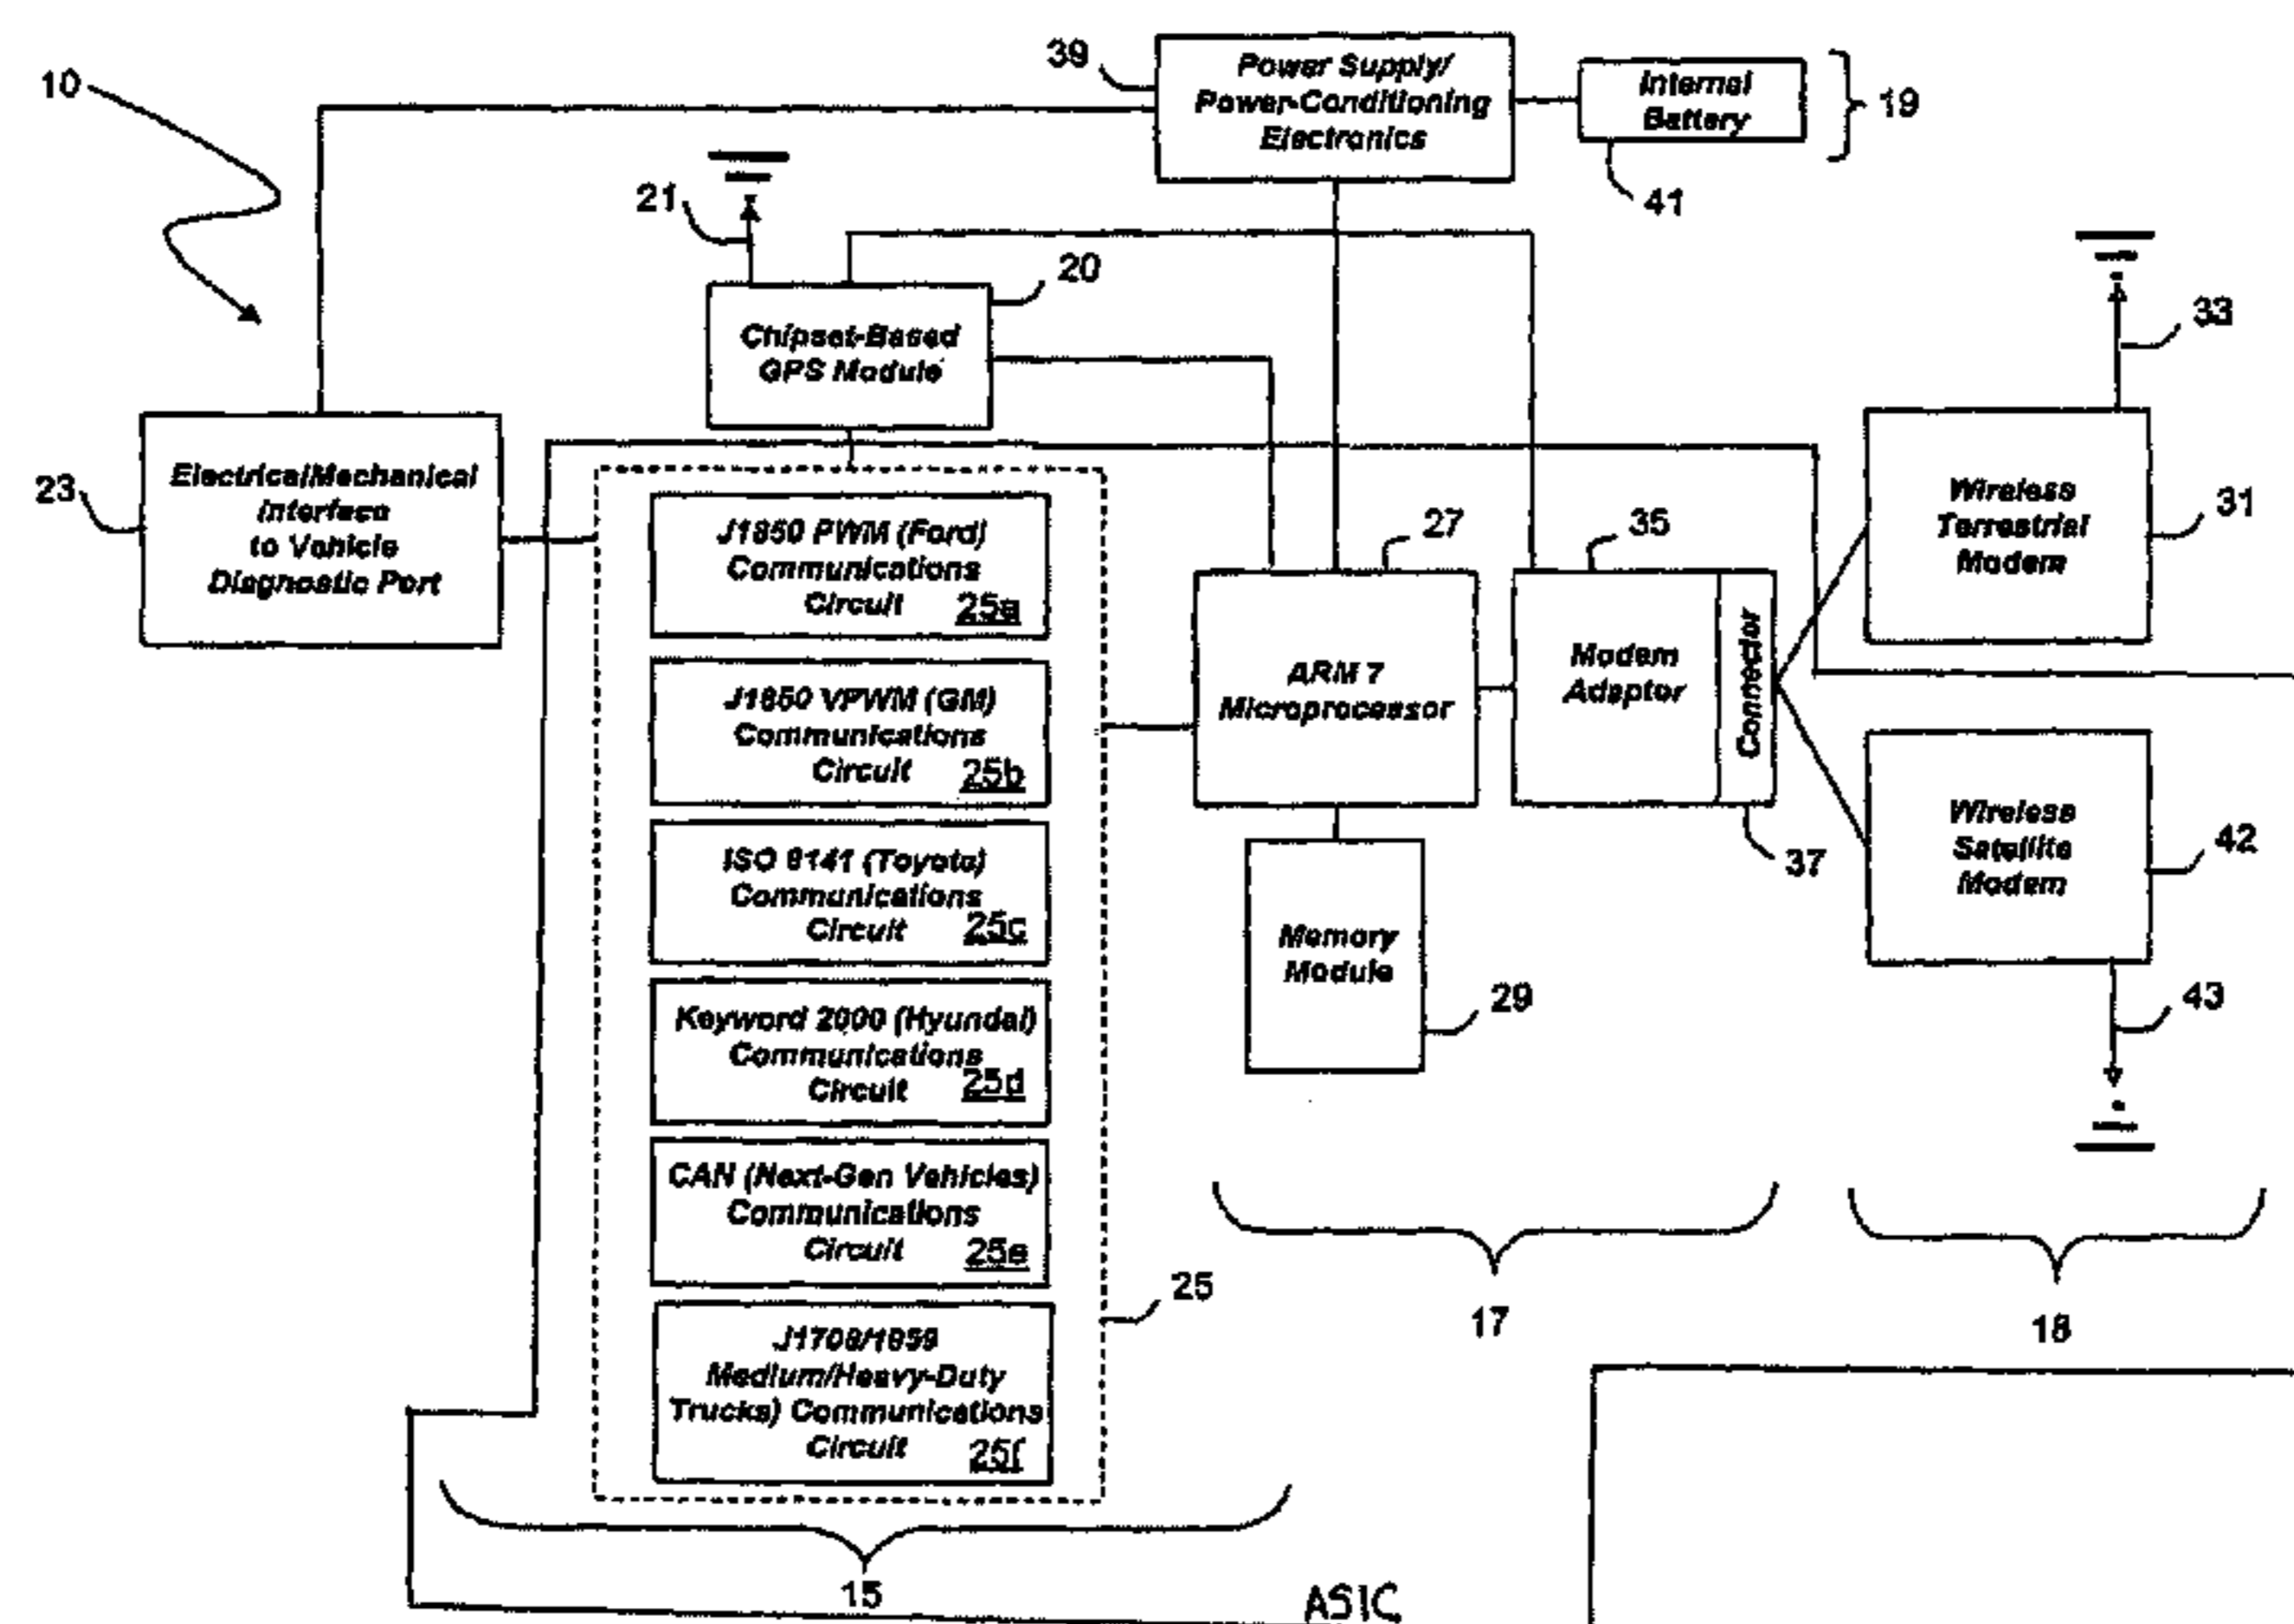 10
39
Power Supply/
Power-Conditioning
Electronics
Internal
Battery
19
41
21
20
Chipset-Based
GPS Module
33
23
Electrical/Mechanical
Interface
to Vehicle
Diagnostic Port
J1850 PWM (Ford)
Communications
Circuit 25a
J1850 VPWM (GM)
Communications
Circuit 25b
ISO 9141 (Toyota)
Communications
Circuit 25c
Keyword 2000 (Hyundai)
Communications
Circuit 25d
CAN (Next-Gen Vehicles)
Communications
Circuit 25e
J1708/1959
Medium/Heavy-Duty
Trucks) Communications
Circuit 25f
25
15
27
ARM 7
Microprocessor
35
Modem
Adaptor
Connector
37
Memory
Module
29
17
Wireless
Terrestrial
Modem
31
Wireless
Satellite
Modem
42
43
18
ASIC